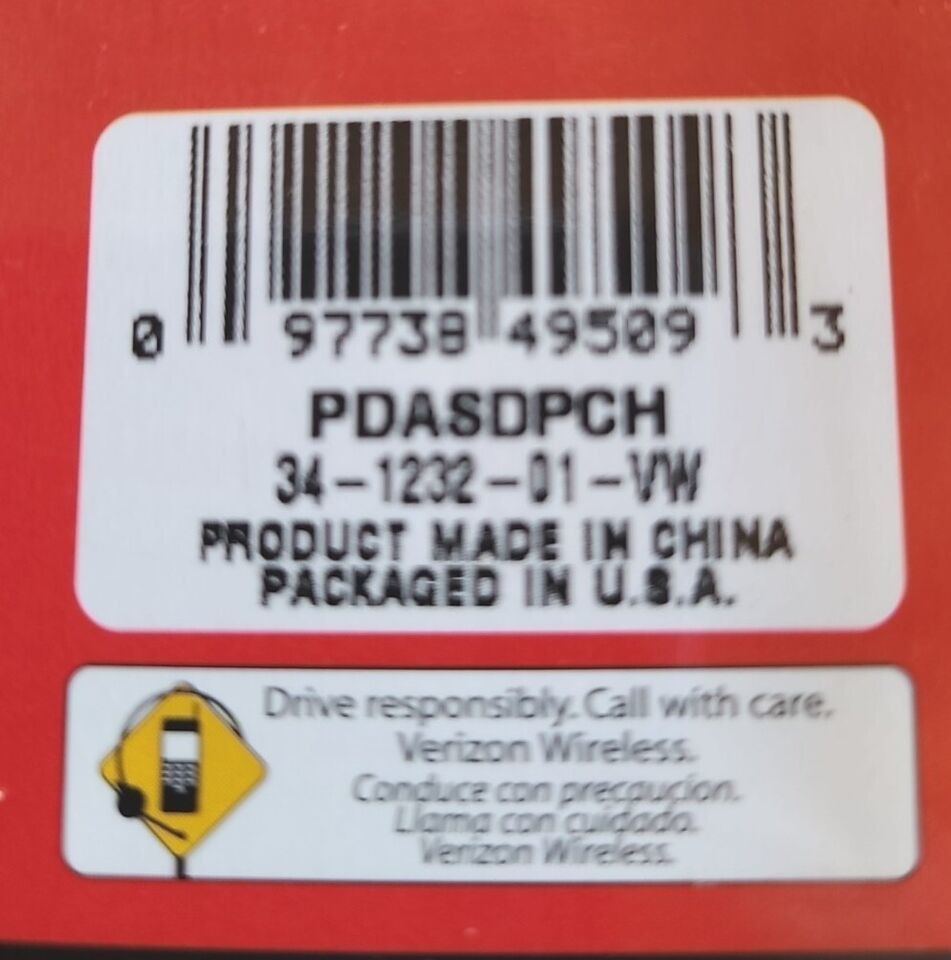 0 97738 49509 3
PDASDPCH
34-1232-01-VW
PRODUCT MADE IN CHINA
PACKAGED IN U.S.A.
Drive responsibly. Call with care.
Verizon Wireless.
Conduce con precaucion.
Llama con cuidado.
Verizon Wireless.